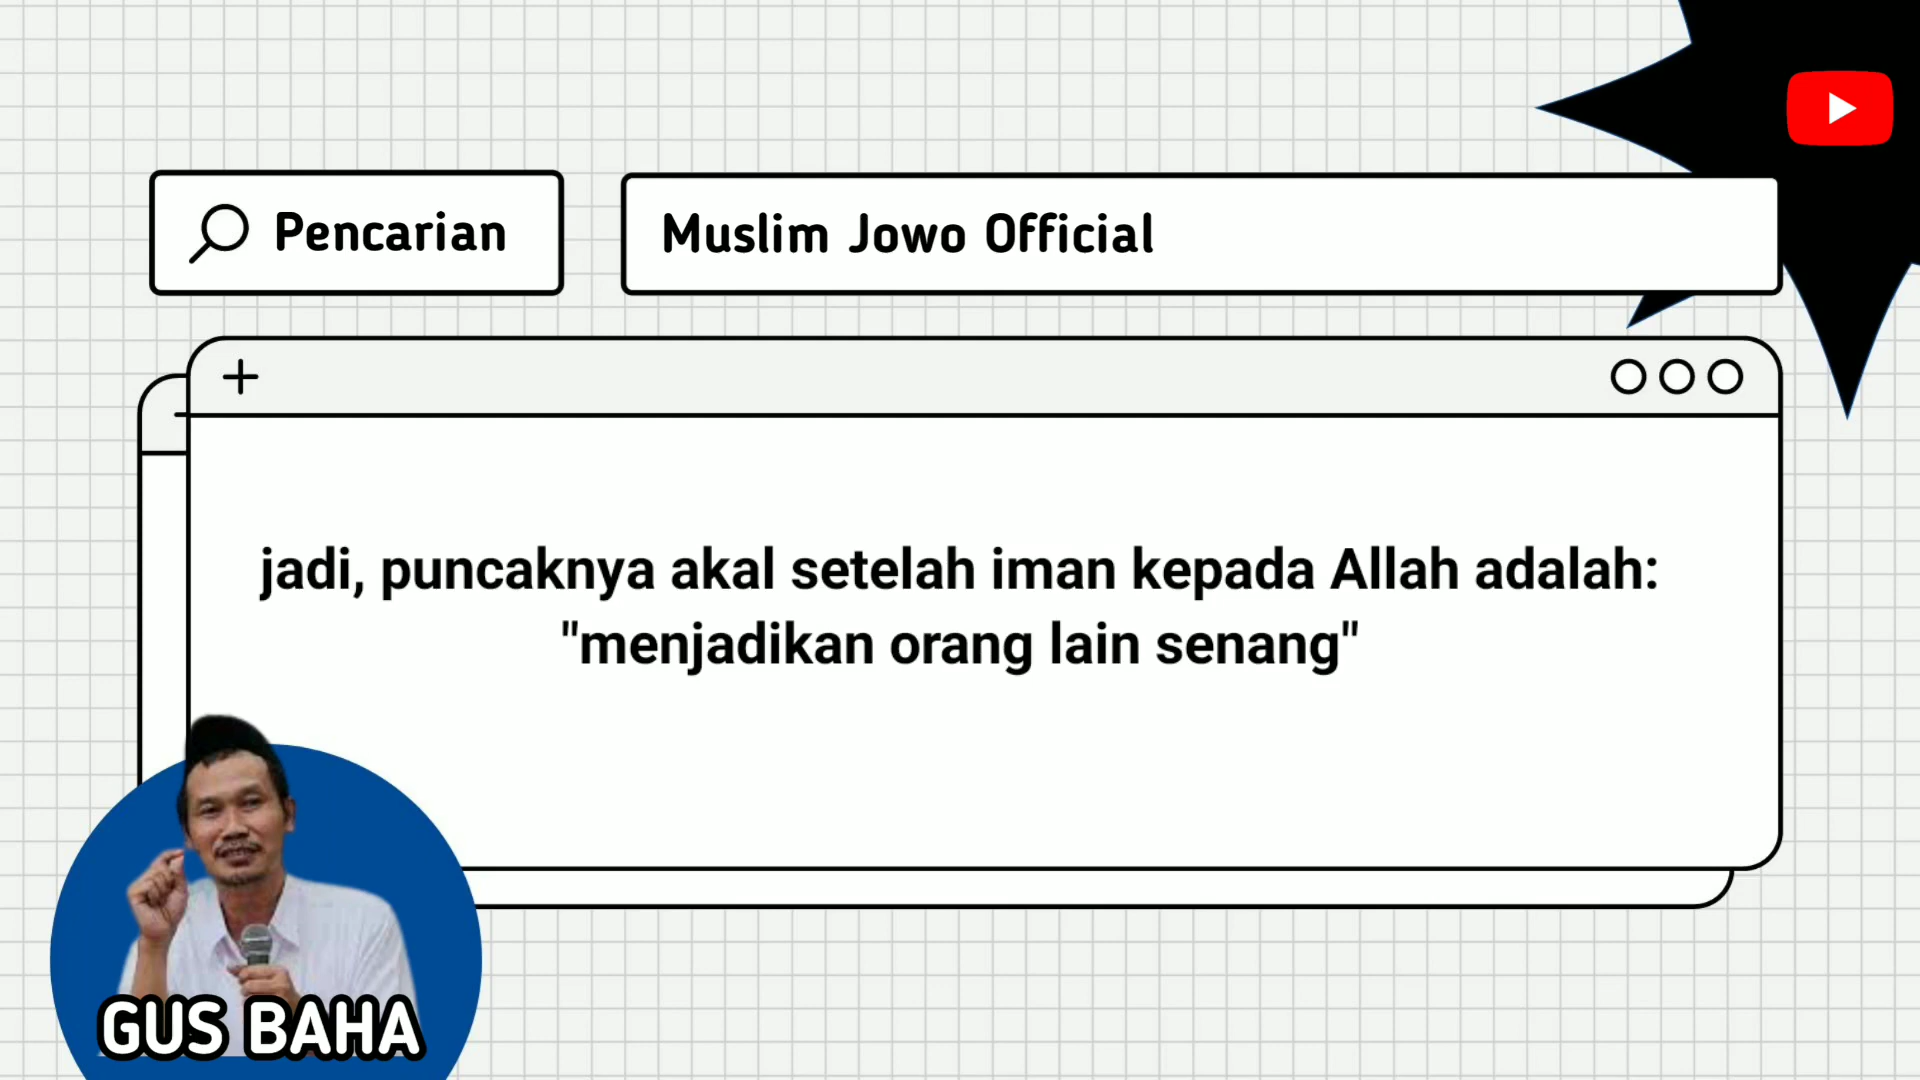 Pencarian
Muslim Jowo Official
jadi, puncaknya akal setelah iman kepada Allah adalah:
"menjadikan orang lain senang"
GUS BAHA